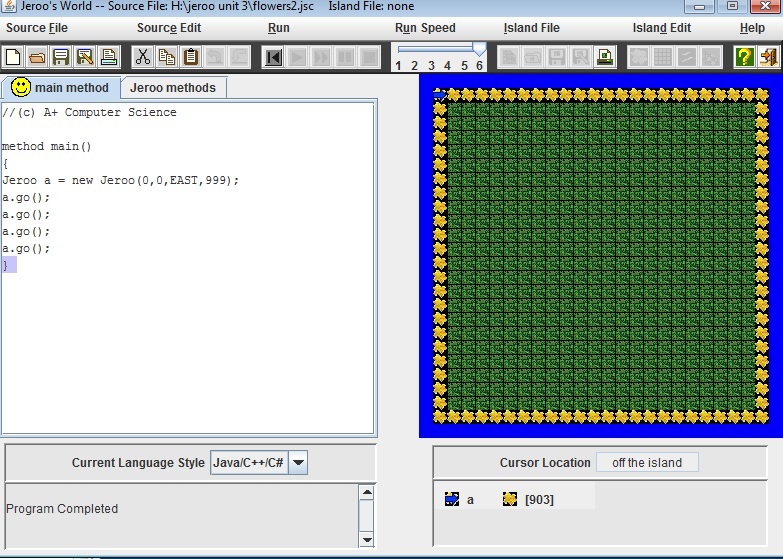 Jeroo's World -- Source File: H:\jeroo unit 3\flowers2.jsc Island File: none
Source File Source Edit Run Run Speed Island File Island Edit Help
1 2 3 4 5 6
main method Jeroo methods
//(c) A+ Computer Science
method main()
{
Jeroo a = new Jeroo(0,0,EAST,999);
a.go();
a.go();
a.go();
a.go();
}
Current Language Style Java/C++/C#
Program Completed
Cursor Location off the island
a [903]